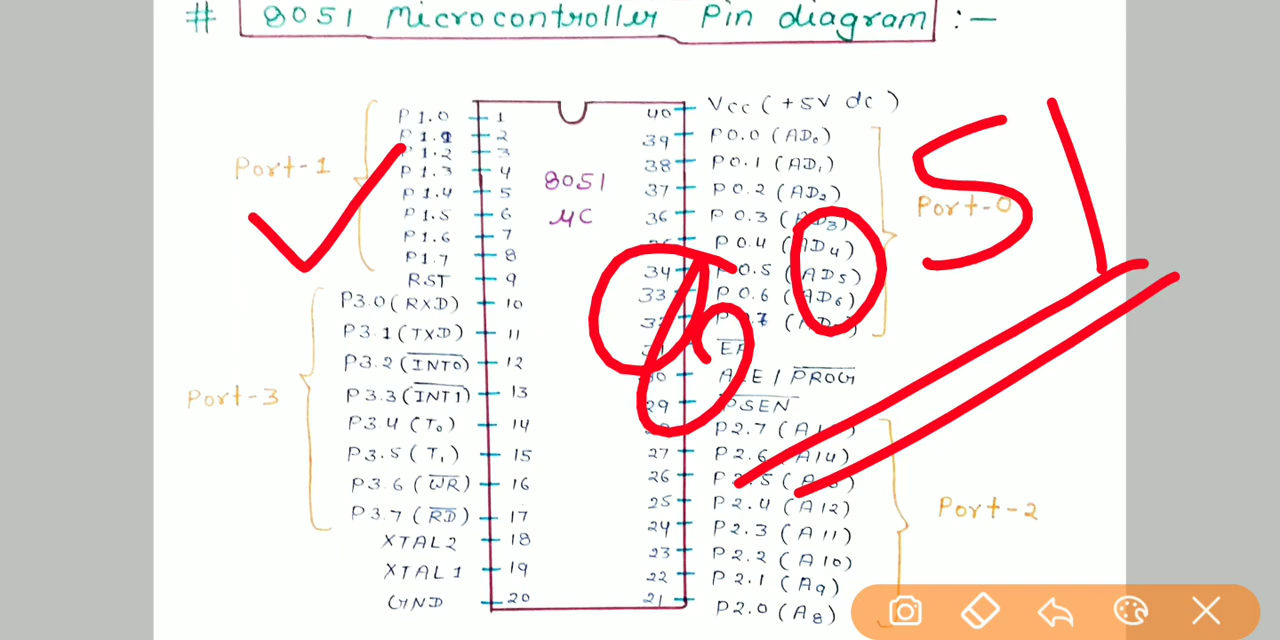 # 8051 Microcontroller Pin diagram :-
P1.0 1
P1.1 2
P1.2 3
P1.3 4
P1.4 5
P1.5 6
P1.6 7
P1.7 8
RST 9
Port-1
P3.0 (RXD) 10
P3.1 (TXD) 11
P3.2 (INT0) 12
P3.3 (INT1) 13
P3.4 (T0) 14
P3.5 (T1) 15
P3.6 (WR) 16
P3.7 (RD) 17
Port-3
XTAL2 18
XTAL1 19
GND 20
8051
µC
40 Vcc (+5V dc)
39 P0.0 (AD0)
38 P0.1 (AD1)
37 P0.2 (AD2)
36 P0.3 (AD3)
P0.4 (AD4)
34 P0.5 (AD5)
33 P0.6 (AD6)
Port-0
EA
30 ALE / PROG
29 PSEN
P2.7
27 P2.6 (A14)
26
25 P2.4 (A12)
24 P2.3 (A11)
23 P2.2 (A10)
22 P2.1 (A9)
21 P2.0 (A8)
Port-2
8051